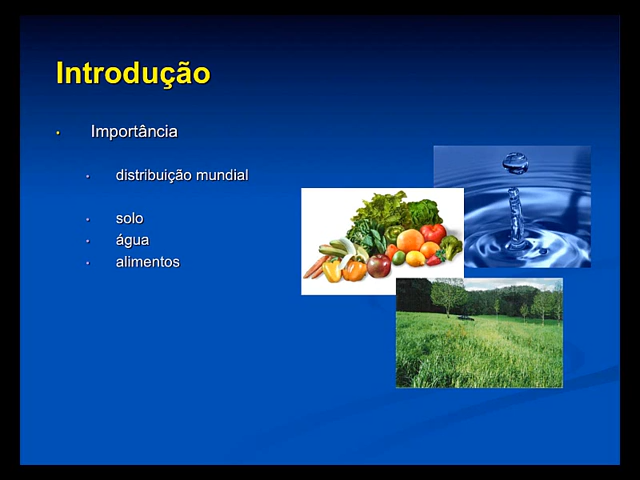 Introdução
Importância
distribuição mundial
solo
água
alimentos